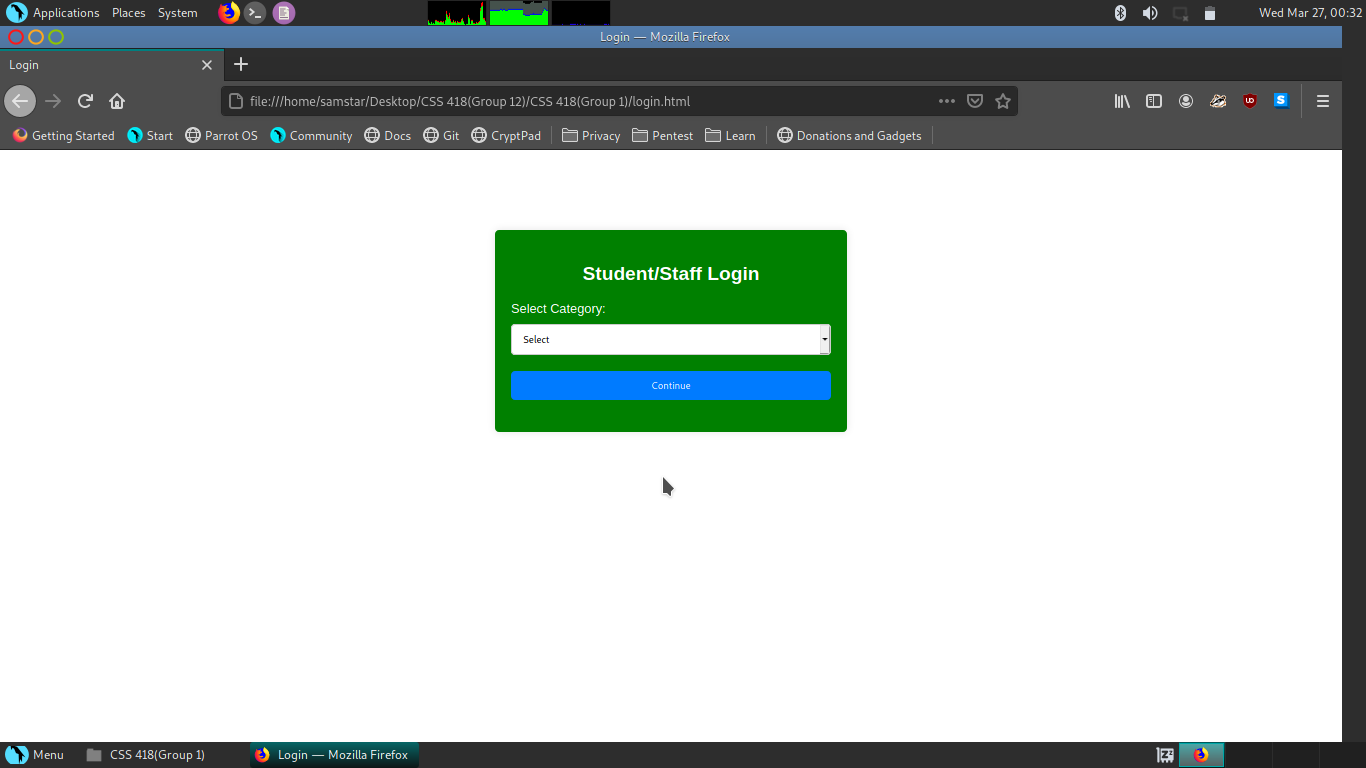 Applications Places System Wed Mar 27, 00:32
Login — Mozilla Firefox
Login
file:///home/samstar/Desktop/CSS 418(Group 12)/CSS 418(Group 1)/login.html
Getting Started Start Parrot OS Community Docs Git CryptPad Privacy Pentest Learn Donations and Gadgets
Student/Staff Login
Select Category:
Select
Continue
Menu CSS 418(Group 1) Login — Mozilla Firefox